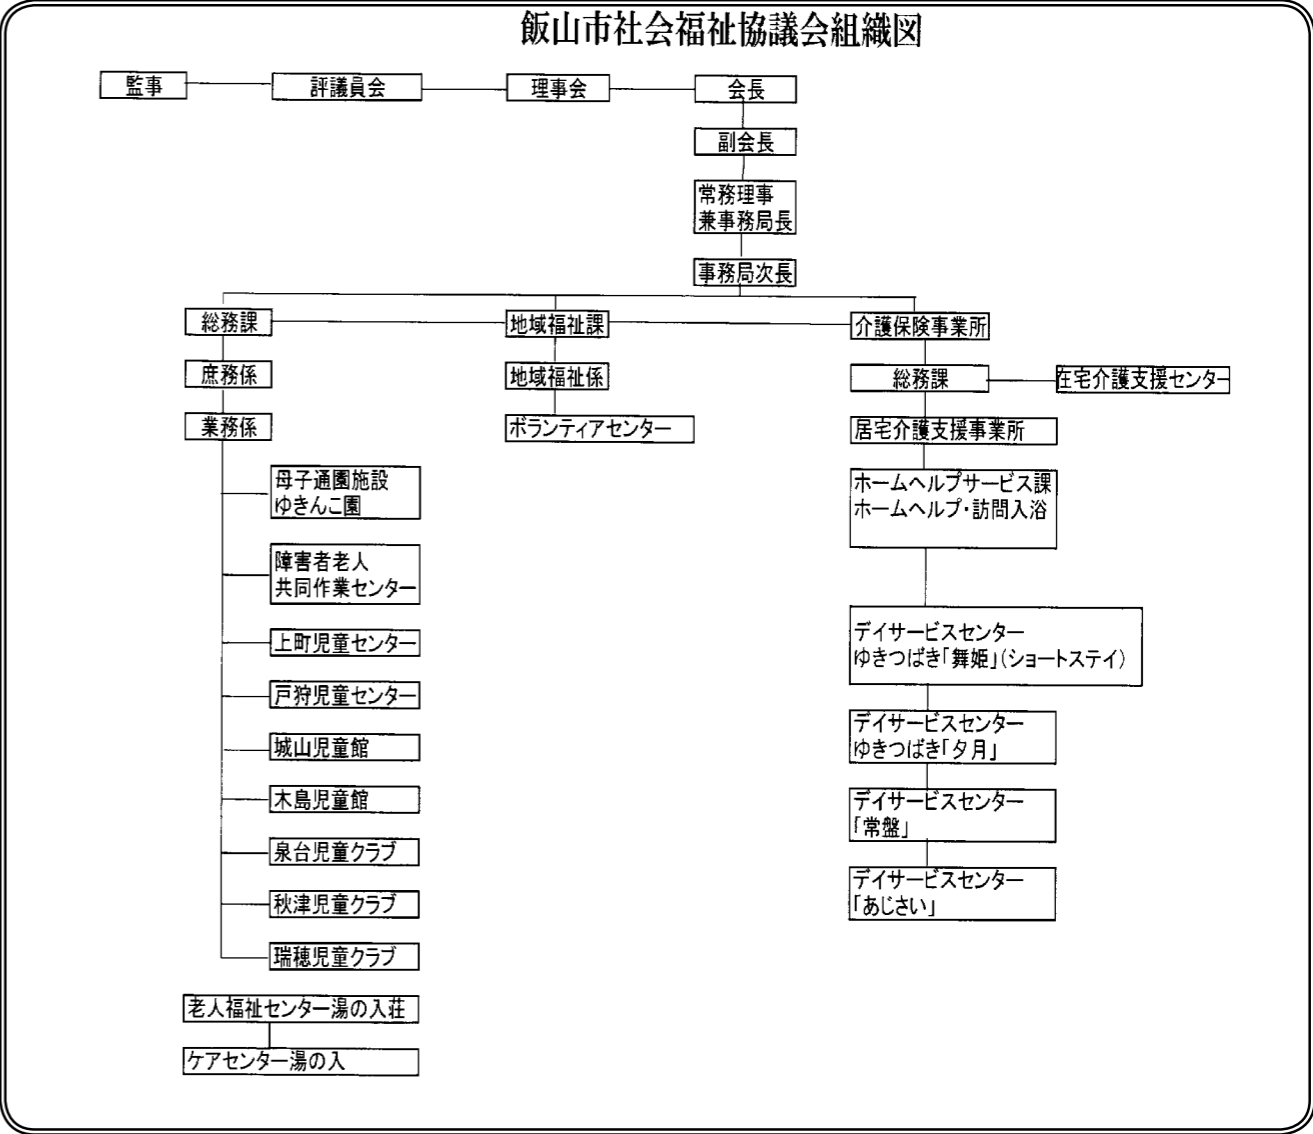 飯山市社会福祉協議会組織図
監事
評議員会
理事会
会長
副会長
常務理事
兼事務局長
事務局次長
総務課
地域福祉課
介護保険事業所
庶務係
地域福祉係
総務課
在宅介護支援センター
業務係
ボランティアセンター
居宅介護支援事業所
母子通園施設
ゆきんこ園
障害者老人
共同作業センター
上町児童センター
戸狩児童センター
城山児童館
木島児童館
泉台児童クラブ
秋津児童クラブ
瑞穂児童クラブ
老人福祉センター湯の入荘
ケアセンター湯の入
ホームヘルプサービス課
ホームヘルプ・訪問入浴
デイサービスセンター
ゆきつばき「舞姫」(ショートステイ)
デイサービスセンター
ゆきつばき「夕月」
デイサービスセンター
「常盤」
デイサービスセンター
「あじさい」